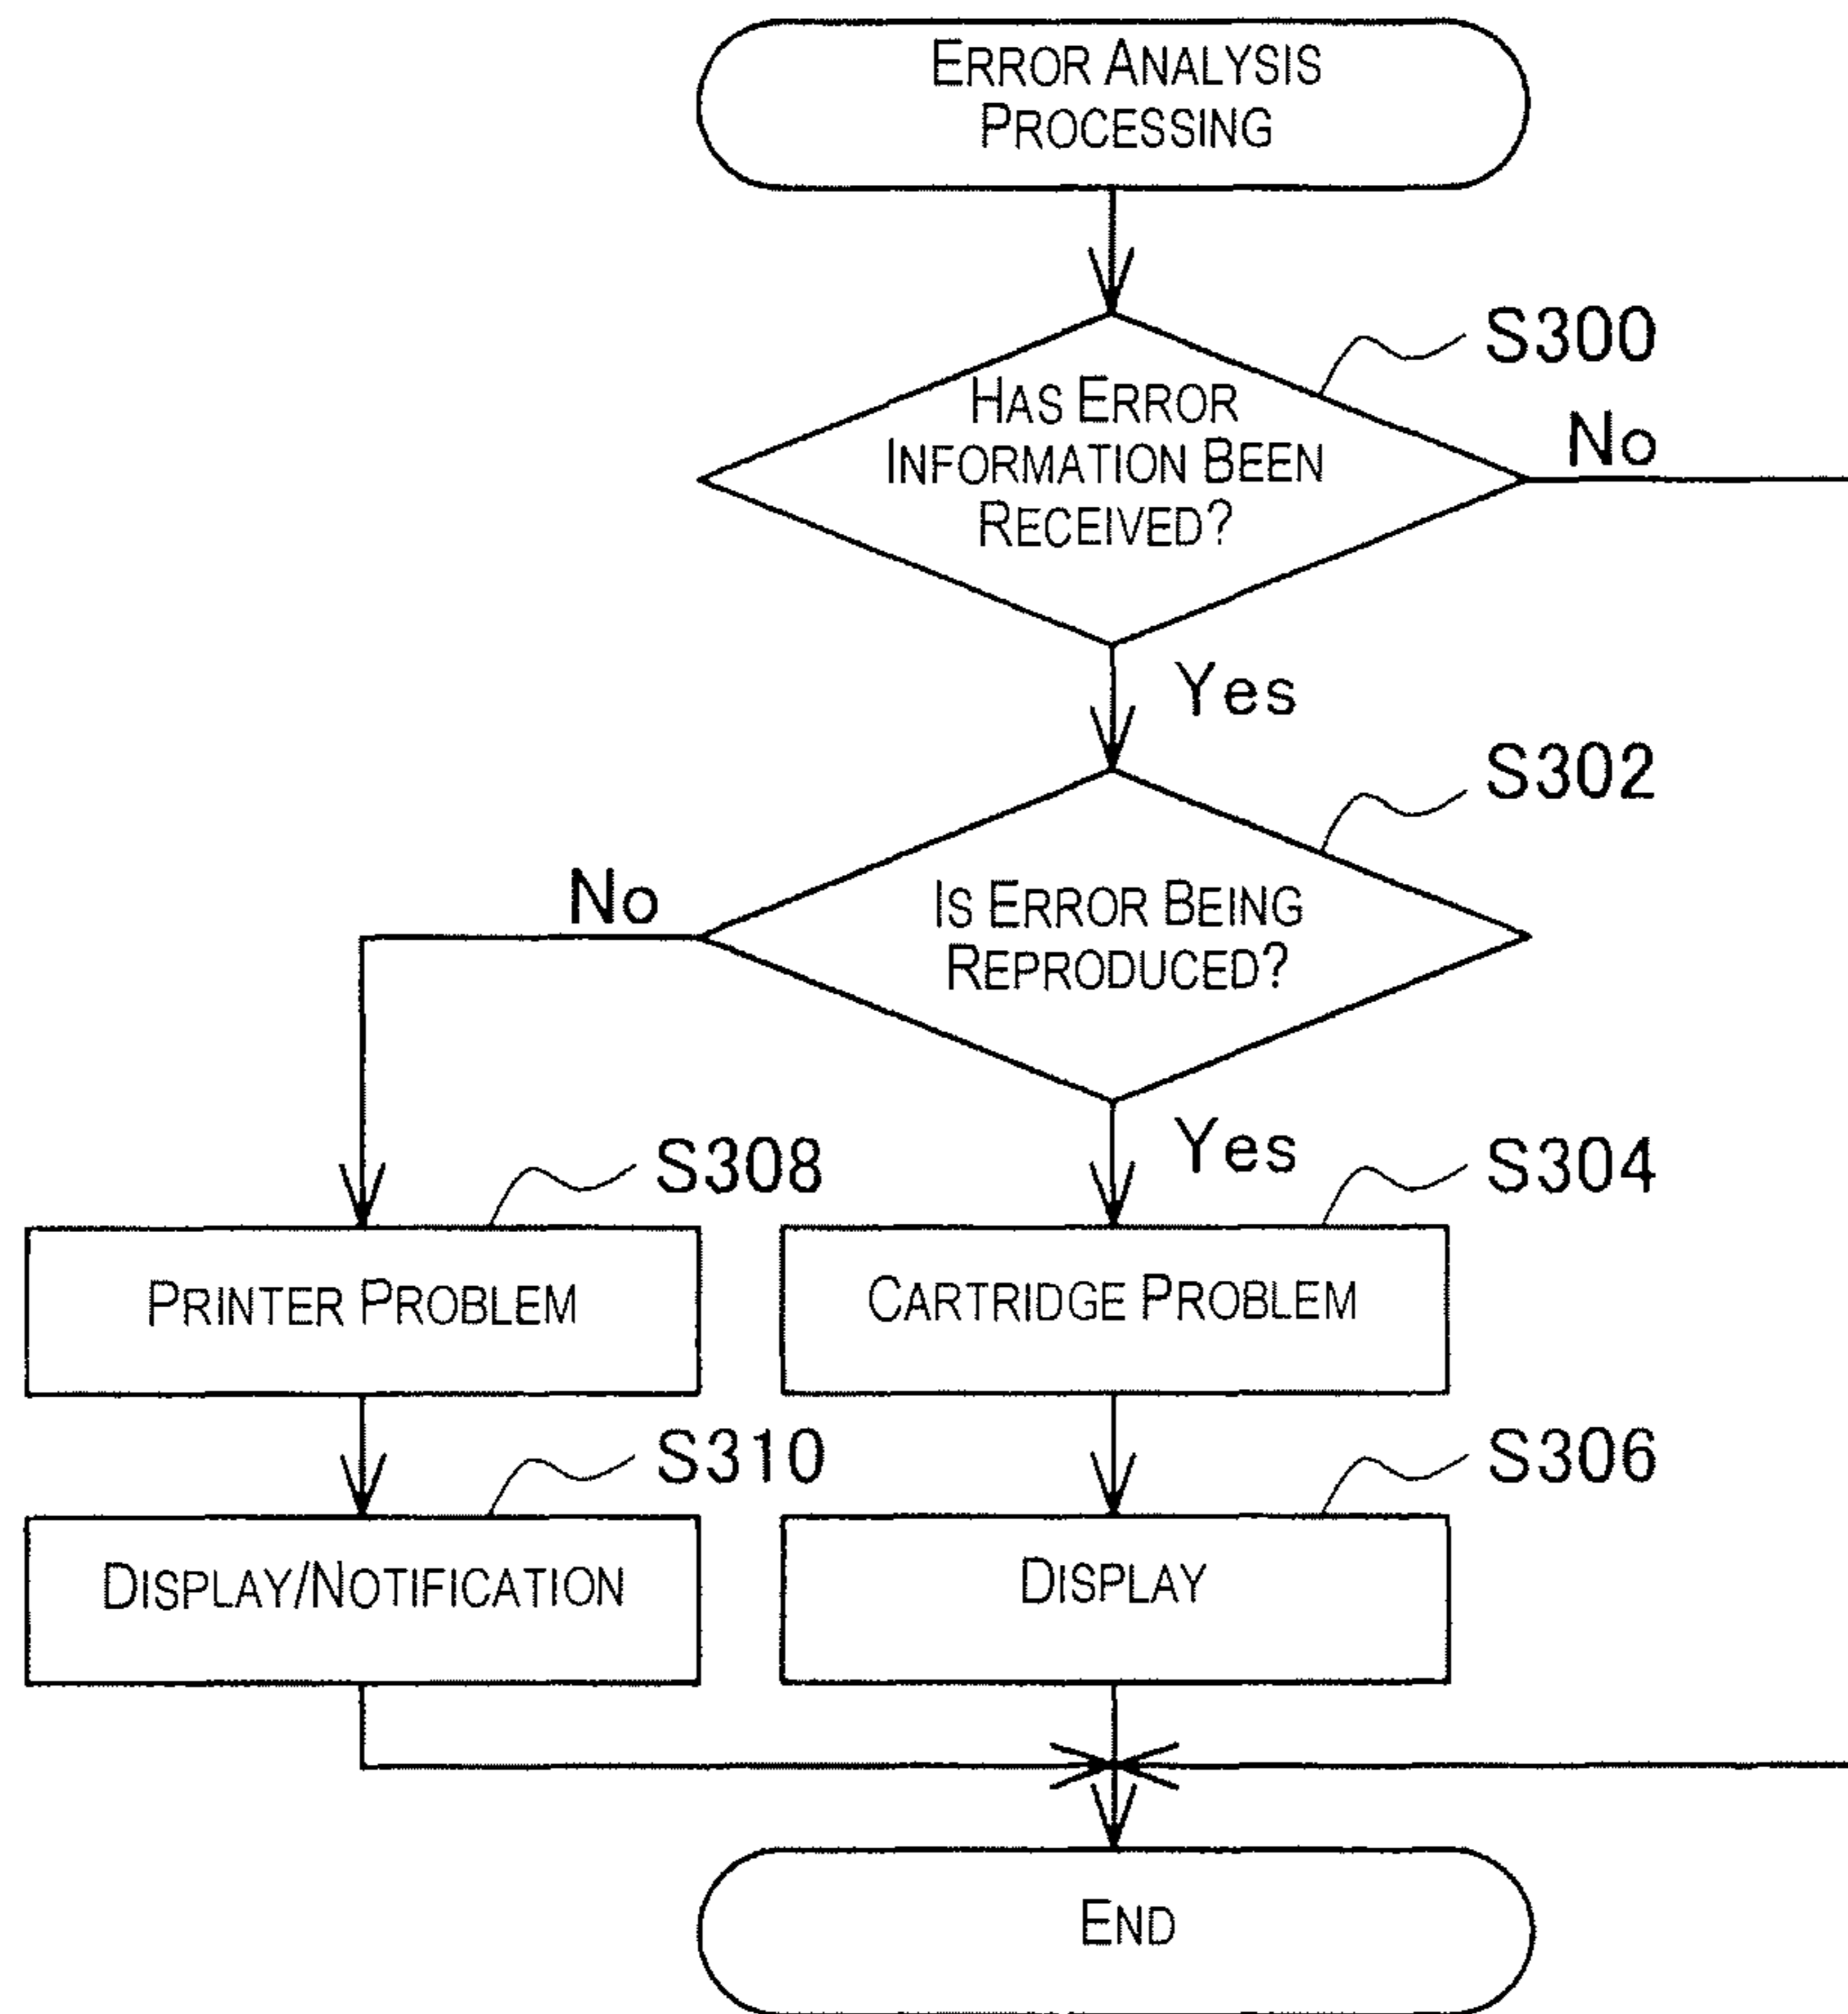 ERROR ANALYSIS
PROCESSING
S300
HAS ERROR
INFORMATION BEEN
RECEIVED?
No
Yes
S302
IS ERROR BEING
REPRODUCED?
No
Yes
S308
S304
PRINTER PROBLEM
CARTRIDGE PROBLEM
S310
S306
DISPLAY/NOTIFICATION
DISPLAY
END